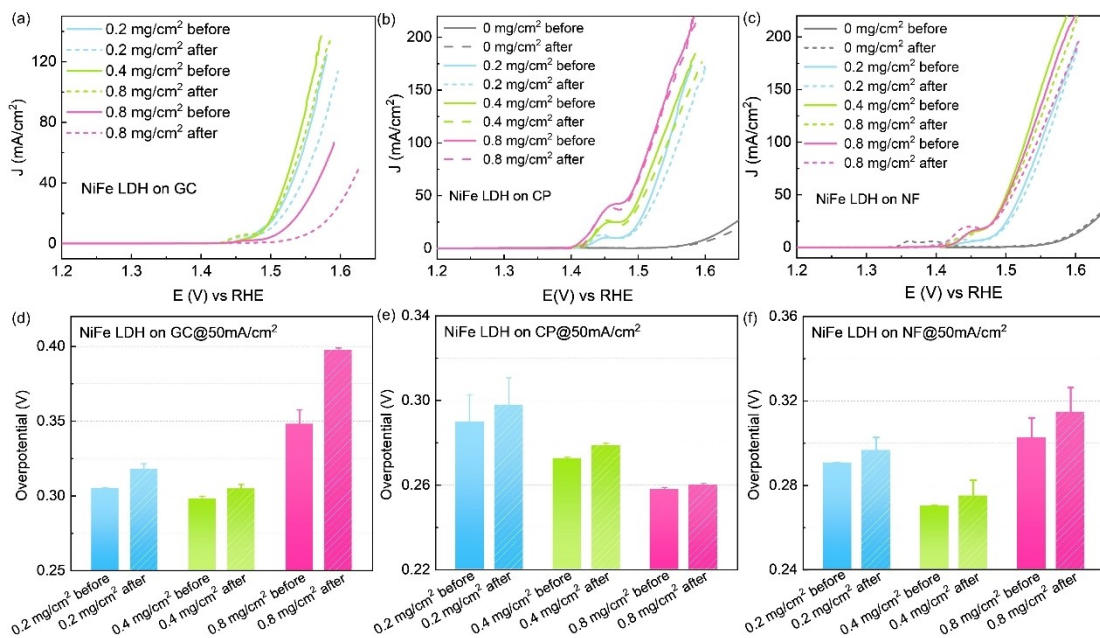 (a)
0.2 mg/cm² before
0.2 mg/cm² after
0.4 mg/cm² before
0.8 mg/cm² after
0.8 mg/cm² before
0.8 mg/cm² after
NiFe LDH on GC
J (mA/cm²)
120
80
40
0
1.2 1.3 1.4 1.5 1.6
E (V) vs RHE
(b)
0 mg/cm² before
0 mg/cm² after
0.2 mg/cm² before
0.2 mg/cm² after
0.4 mg/cm² before
0.4 mg/cm² after
0.8 mg/cm² before
0.8 mg/cm² after
NiFe LDH on CP
J (mA/cm²)
200
150
100
50
0
1.2 1.3 1.4 1.5 1.6
E(V) vs RHE
(c)
0 mg/cm² before
0 mg/cm² after
0.2 mg/cm² before
0.2 mg/cm² after
0.4 mg/cm² before
0.8 mg/cm² after
0.8 mg/cm² before
0.8 mg/cm² after
NiFe LDH on NF
J (mA/cm²)
200
150
100
50
0
1.2 1.3 1.4 1.5 1.6
E (V) vs RHE
(d)
NiFe LDH on GC@50mA/cm²
Overpotential (V)
0.40
0.35
0.30
0.25
0.2 mg/cm² before
0.2 mg/cm² after
0.4 mg/cm² before
0.4 mg/cm² after
0.8 mg/cm² before
0.8 mg/cm² after
(e)
NiFe LDH on CP@50mA/cm²
Overpotential (V)
0.34
0.30
0.26
0.22
0.2 mg/cm² before
0.2 mg/cm² after
0.4 mg/cm² before
0.4 mg/cm² after
0.8 mg/cm² before
0.8 mg/cm² after
(f)
NiFe LDH on NF@50mA/cm²
Overpotential (V)
0.36
0.32
0.28
0.24
0.2 mg/cm² before
0.2 mg/cm² after
0.4 mg/cm² before
0.4 mg/cm² after
0.8 mg/cm² before
0.8 mg/cm² after